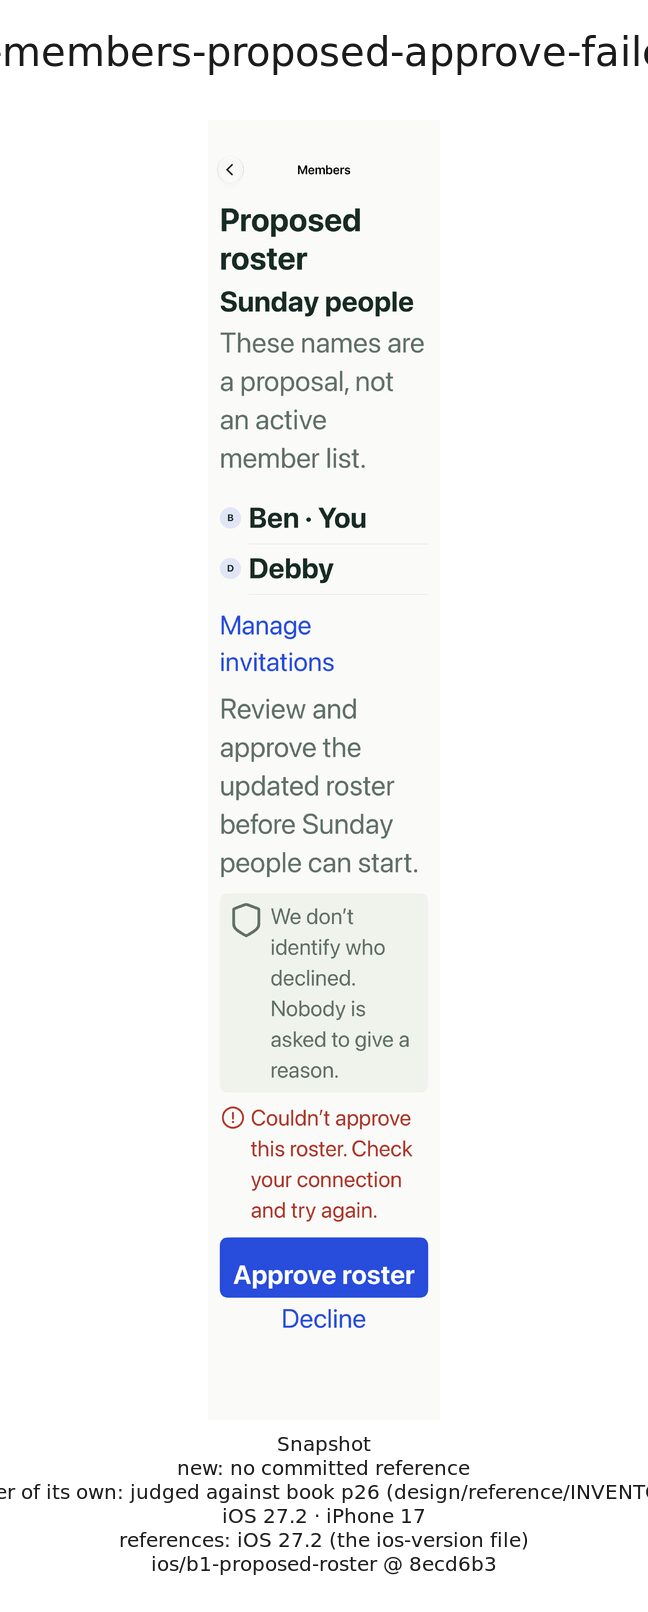 -members-proposed-approve-faile
Members
Proposed
roster
Sunday people
These names are
a proposal, not
an active
member list.
B Ben · You
D Debby
Manage
invitations
Review and
approve the
updated roster
before Sunday
people can start.
We don’t
identify who
declined.
Nobody is
asked to give a
reason.
Couldn’t approve
this roster. Check
your connection
and try again.
Approve roster
Decline
Snapshot
new: no committed reference
er of its own: judged against book p26 (design/reference/INVENTO
iOS 27.2 · iPhone 17
references: iOS 27.2 (the ios-version file)
ios/b1-proposed-roster @ 8ecd6b3